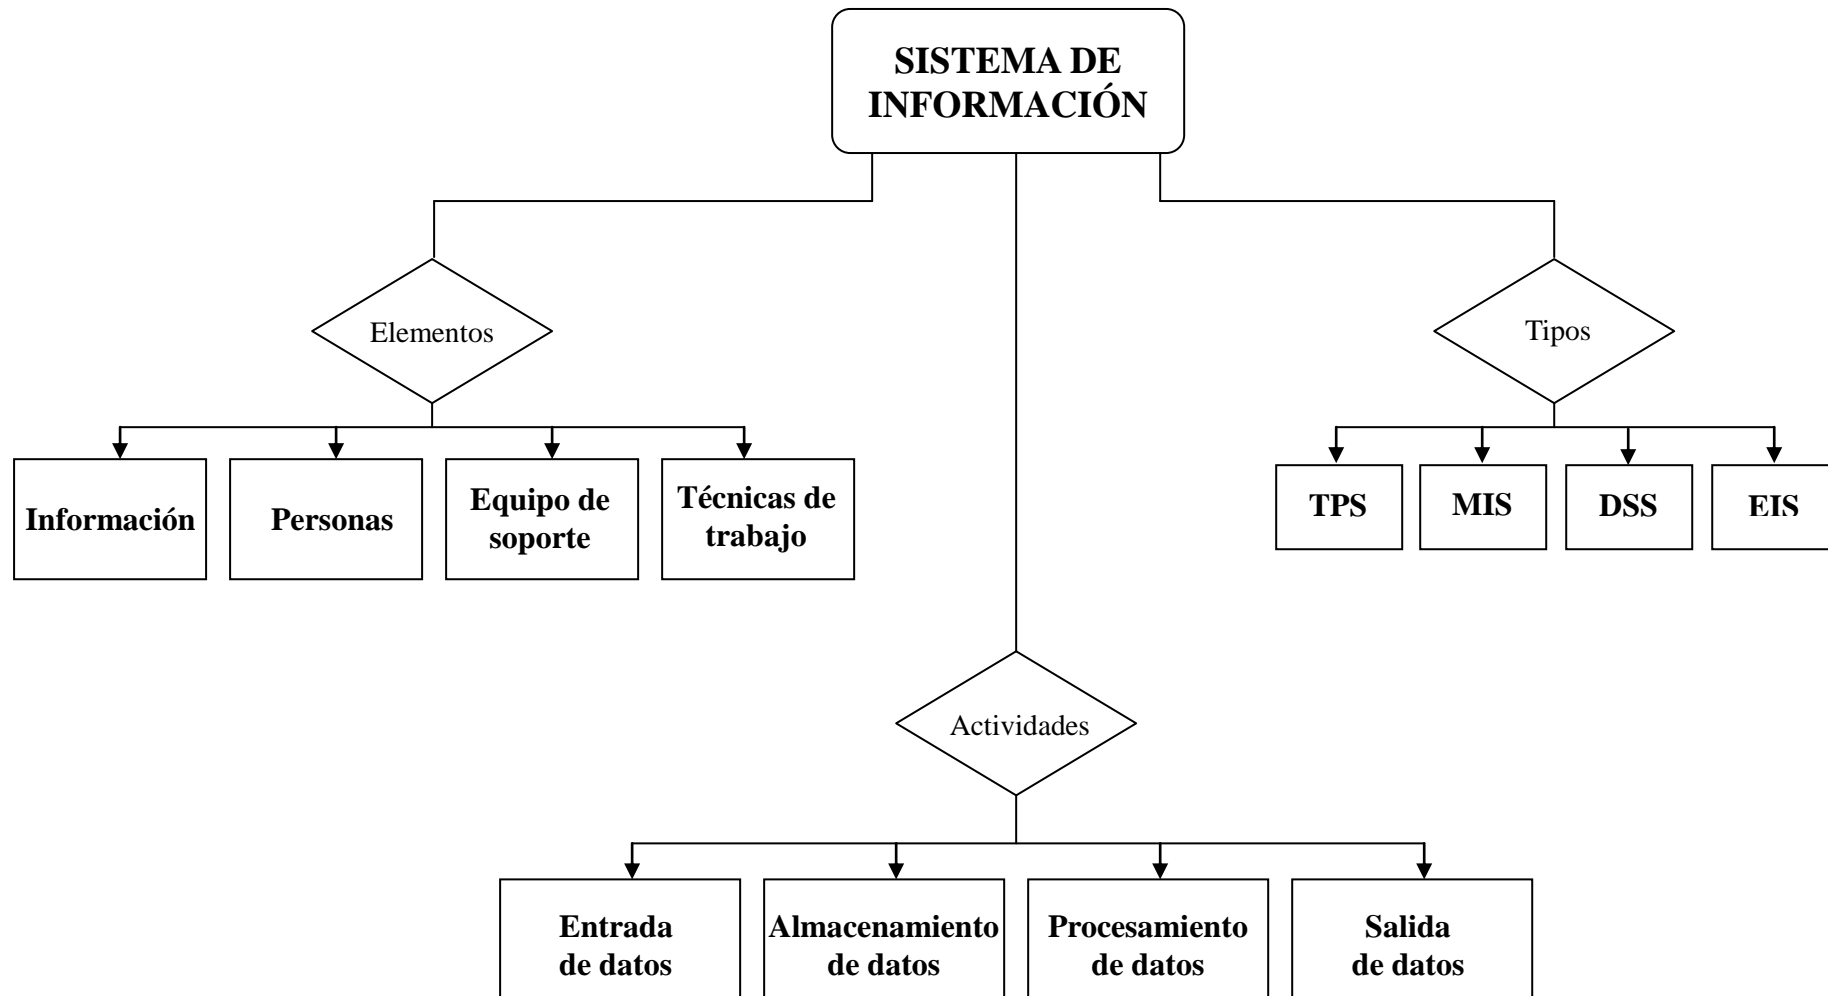 SISTEMA DE
INFORMACIÓN
Elementos
Tipos
Información
Personas
Equipo de
soporte
Técnicas de
trabajo
TPS
MIS
DSS
EIS
Actividades
Entrada
de datos
Almacenamiento
de datos
Procesamiento
de datos
Salida
de datos